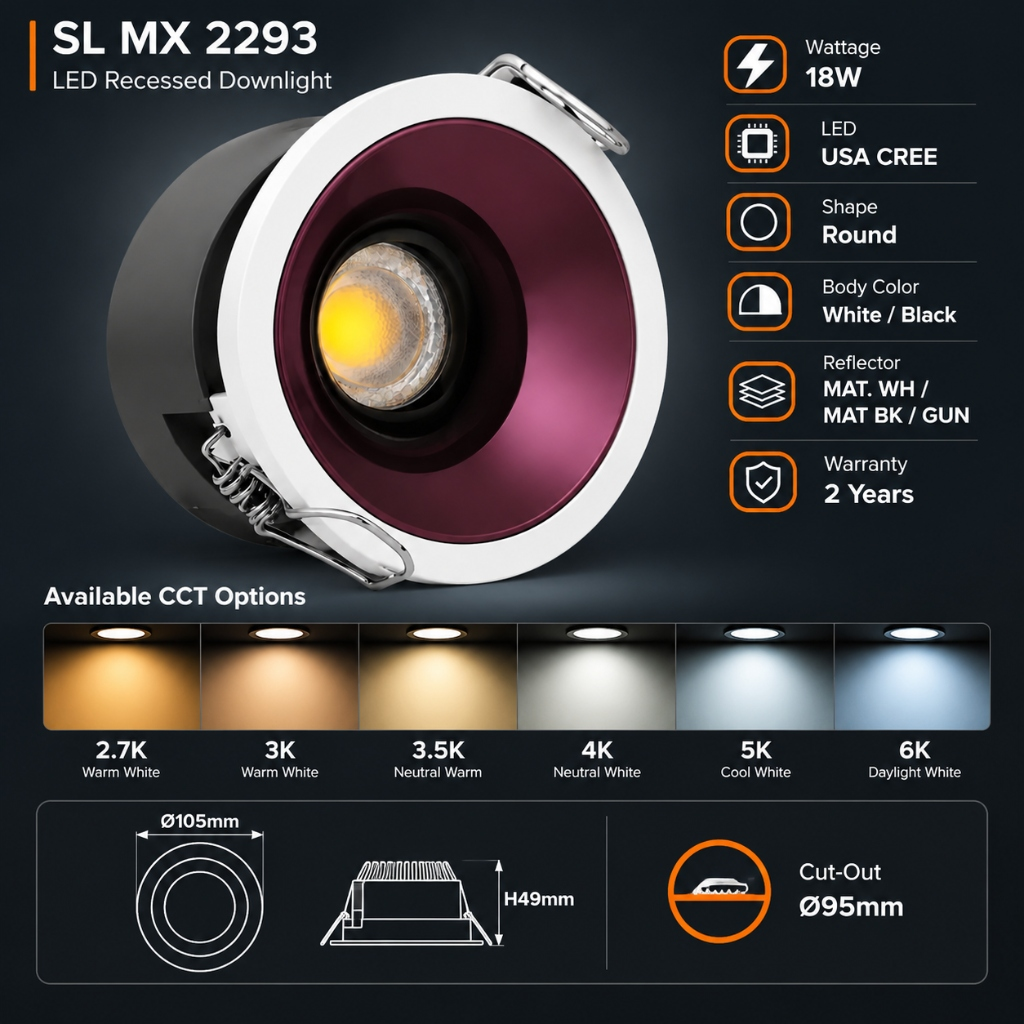 SL MX 2293
LED Recessed Downlight
Wattage
18W
LED
USA CREE
Shape
Round
Body Color
White / Black
Reflector
MAT. WH /
MAT BK / GUN
Warranty
2 Years
Available CCT Options
2.7K
Warm White
3K
Warm White
3.5K
Neutral Warm
4K
Neutral White
5K
Cool White
6K
Daylight White
Ø105mm
H49mm
Cut-Out
Ø95mm